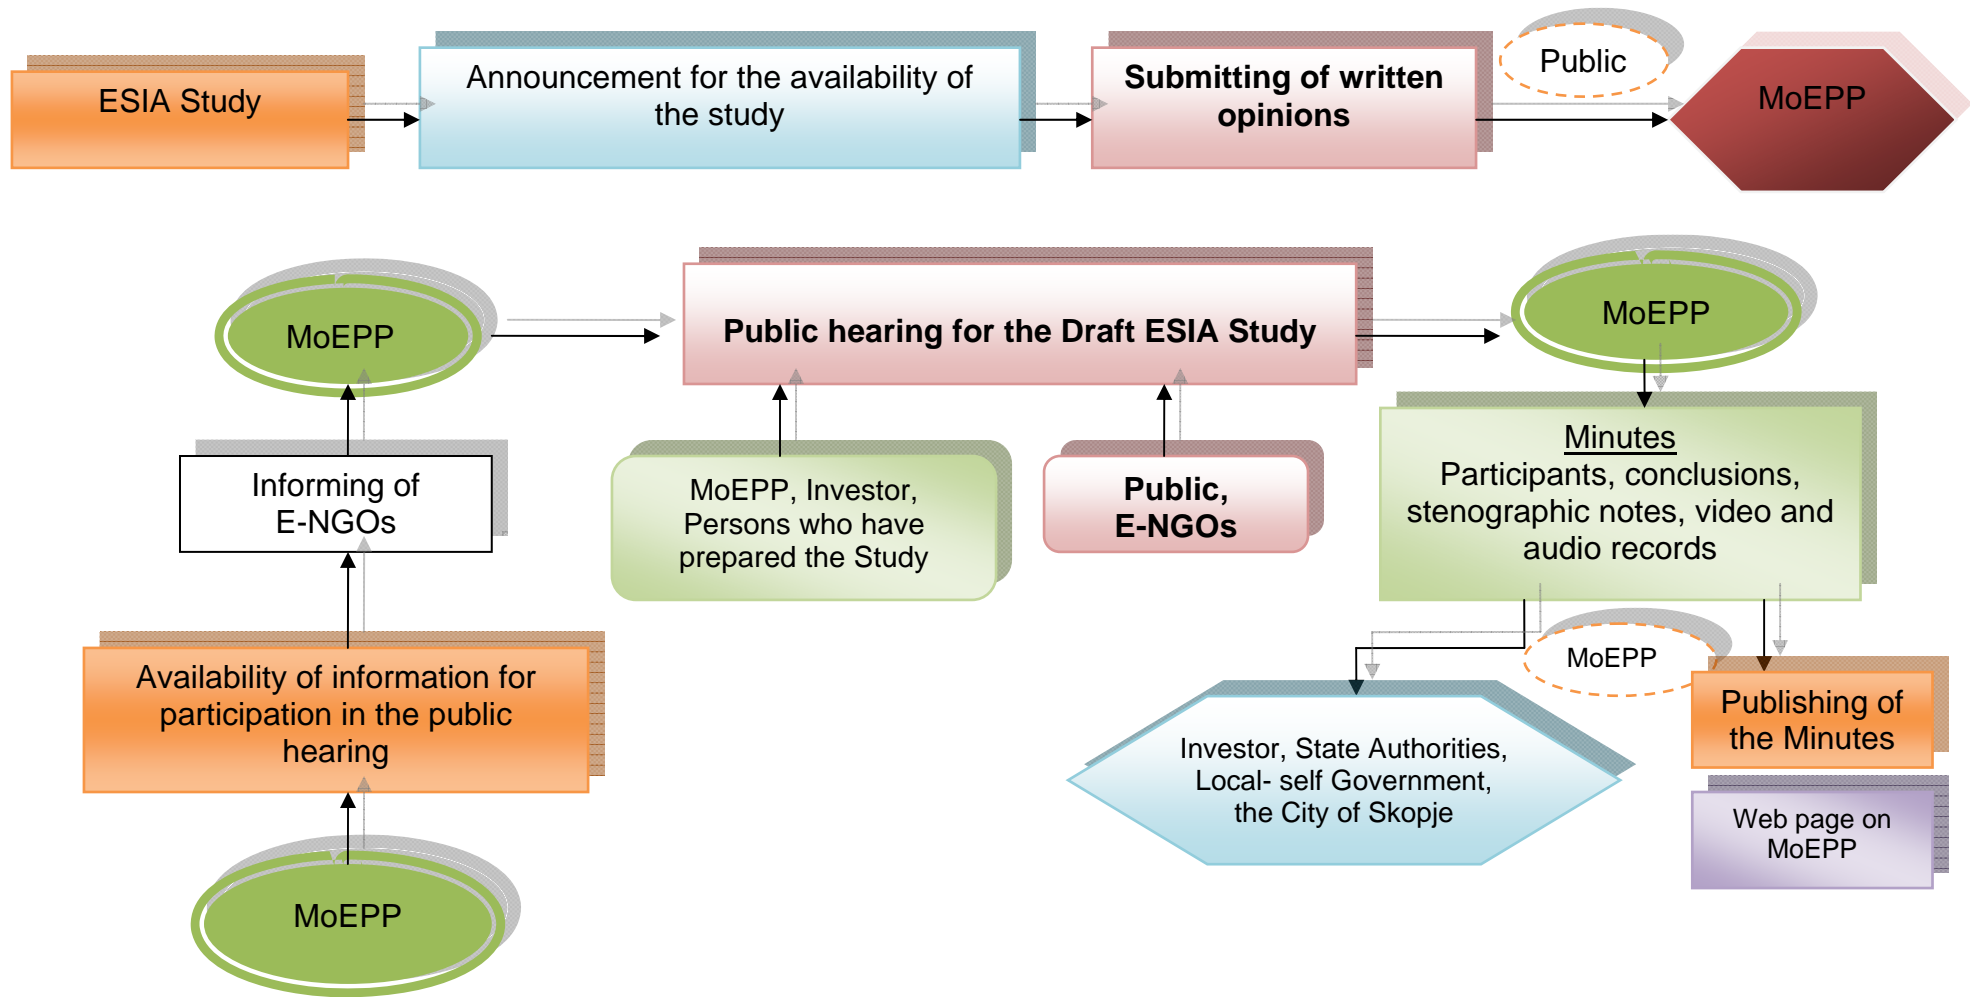 ESIA Study
Announcement for the availability of
the study
Submitting of written
opinions
Public
MoEPP
MoEPP
Public hearing for the Draft ESIA Study
MoEPP
Informing of
E-NGOs
MoEPP, Investor,
Persons who have
prepared the Study
Public,
E-NGOs
Minutes
Participants, conclusions,
stenographic notes, video and
audio records
Availability of information for
participation in the public
hearing
MoEPP
Investor, State Authorities,
Local- self Government,
the City of Skopje
Publishing of
the Minutes
Web page on
MoEPP
MoEPP